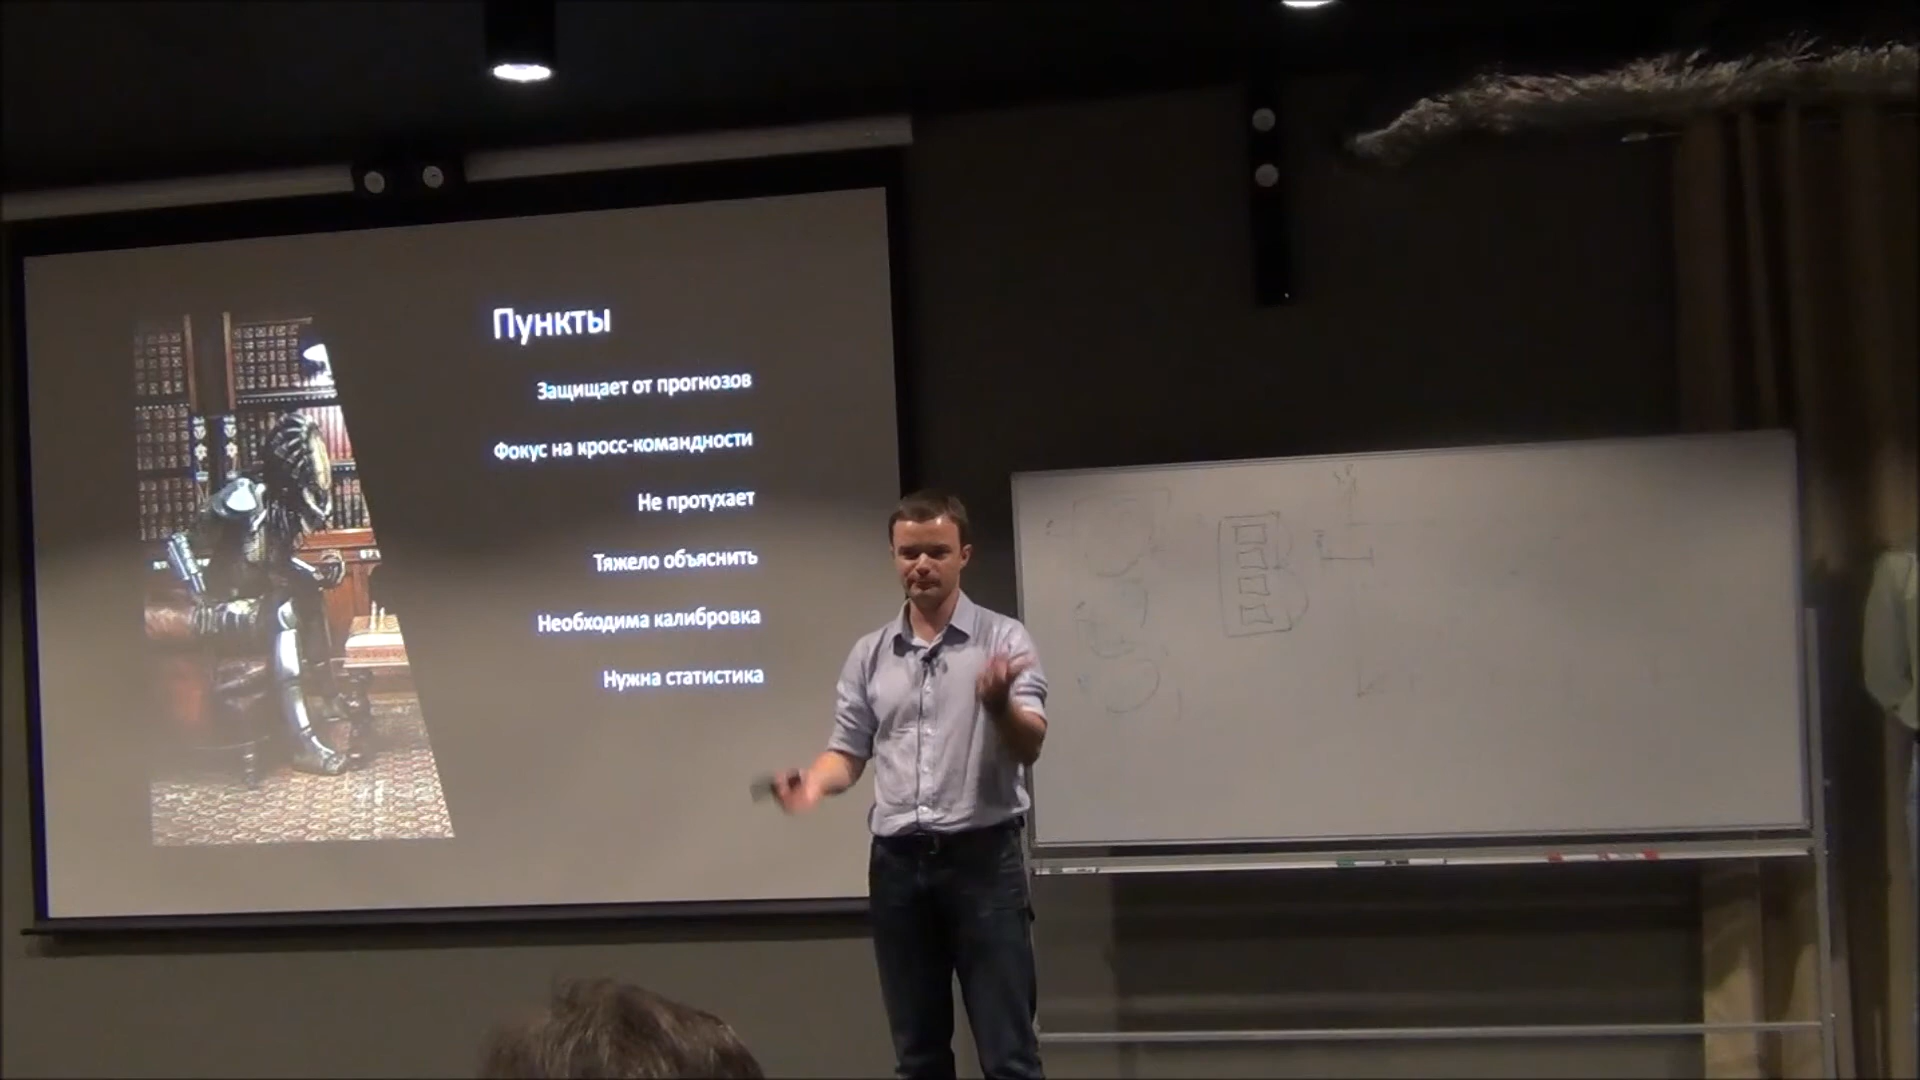 Пункты
Защищает от прогнозов
Фокус на кросс-командности
Не протухает
Тяжело объяснить
Необходима калибровка
Нужна статистика